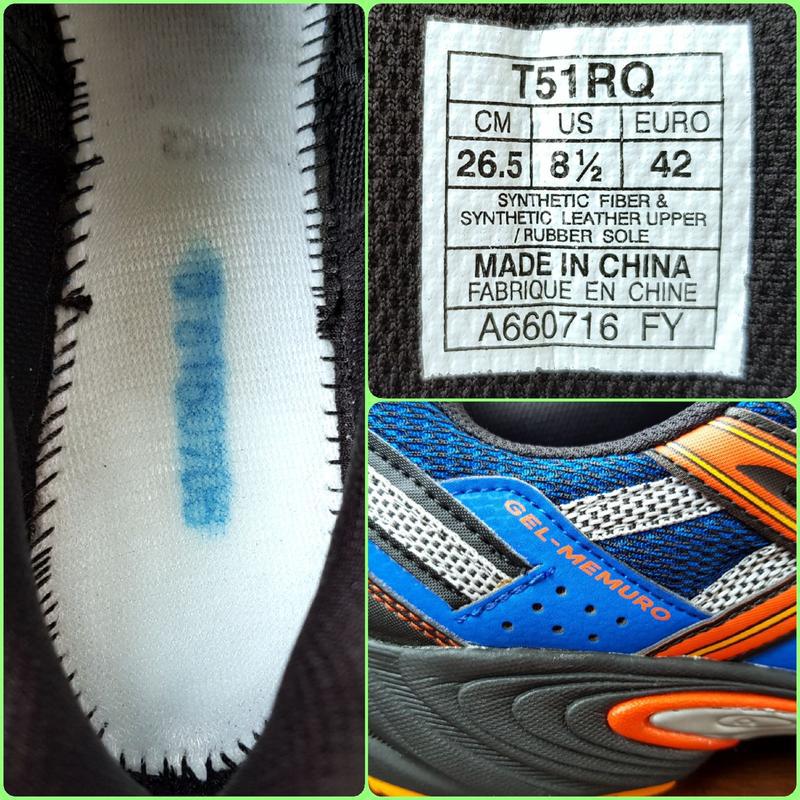 T51RQ
CM US EURO
26.5 8½ 42
SYNTHETIC FIBER &
SYNTHETIC LEATHER UPPER
/ RUBBER SOLE
MADE IN CHINA
FABRIQUE EN CHINE
A660716 FY
GEL-MEMURO